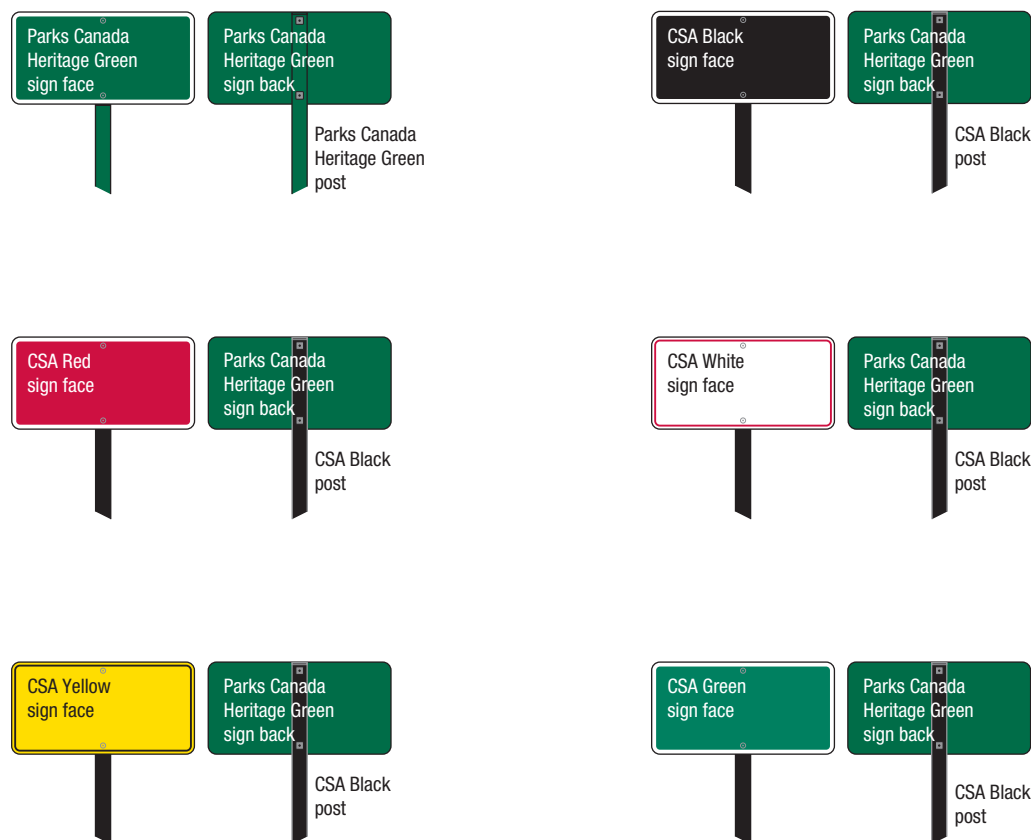 Parks Canada
Heritage Green
sign face
Parks Canada
Heritage Green
sign back
Parks Canada
Heritage Green
post
CSA Black
sign face
Parks Canada
Heritage Green
sign back
CSA Black
post
CSA Red
sign face
Parks Canada
Heritage Green
sign back
CSA Black
post
CSA White
sign face
Parks Canada
Heritage Green
sign back
CSA Black
post
CSA Yellow
sign face
Parks Canada
Heritage Green
sign back
CSA Black
post
CSA Green
sign face
Parks Canada
Heritage Green
sign back
CSA Black
post